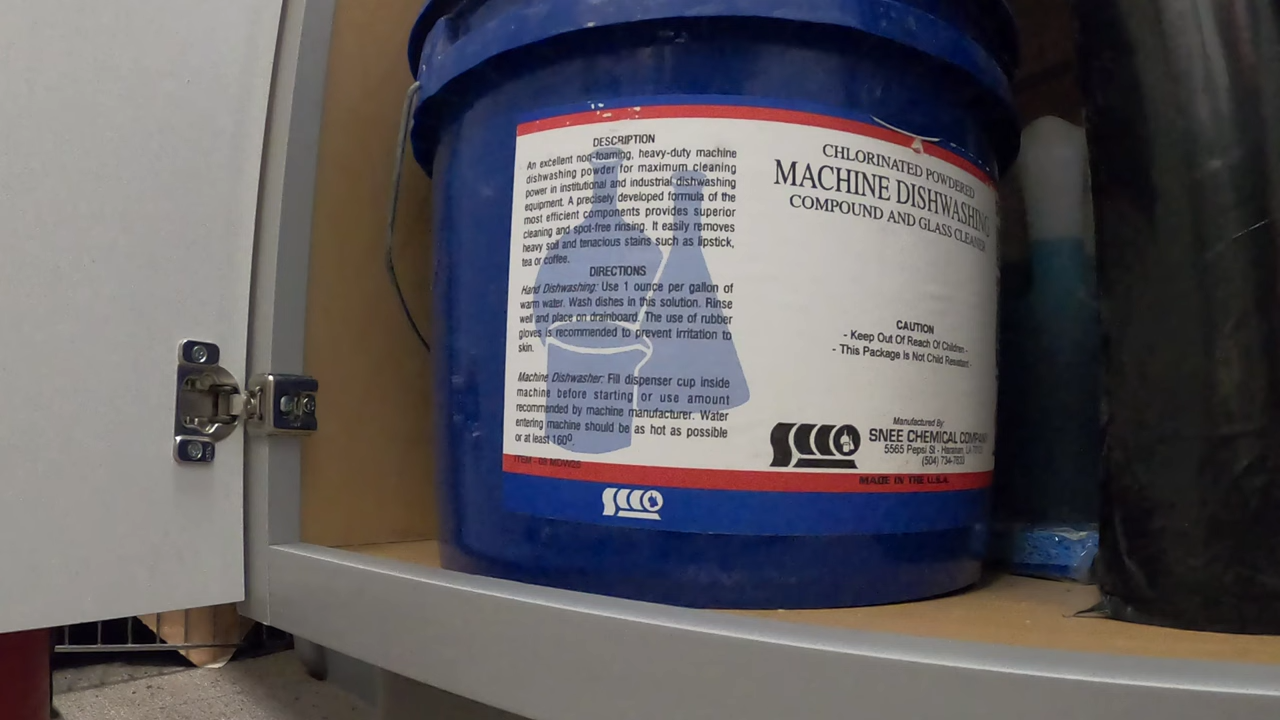 DESCRIPTION
An excellent non-foaming, heavy-duty machine
dishwashing powder for maximum cleaning
power in institutional and industrial dishwashing
equipment. A precisely developed formula of the
most efficient components provides superior
cleaning and spot-free rinsing. It easily removes
heavy soil and tenacious stains such as lipstick,
tea or coffee.
DIRECTIONS
Hand Dishwashing: Use 1 ounce per gallon of
warm water. Wash dishes in this solution. Rinse
well and place on drainboard. The use of rubber
gloves is recommended to prevent irritation to
skin.
Machine Dishwasher: Fill dispenser cup inside
machine before starting or use amount
recommended by machine manufacturer. Water
entering machine should be as hot as possible
or at least 160º.
CHLORINATED POWDERED
MACHINE DISHWASHING
COMPOUND AND GLASS CLEANER
CAUTION
- Keep Out Of Reach Of Children -
- This Package Is Not Child Resistant -
Manufactured By:
SNEE CHEMICAL COMPANY
5565 Pepsi St - Harahan, LA
(504) 734-7633
MADE IN THE U.S.A.